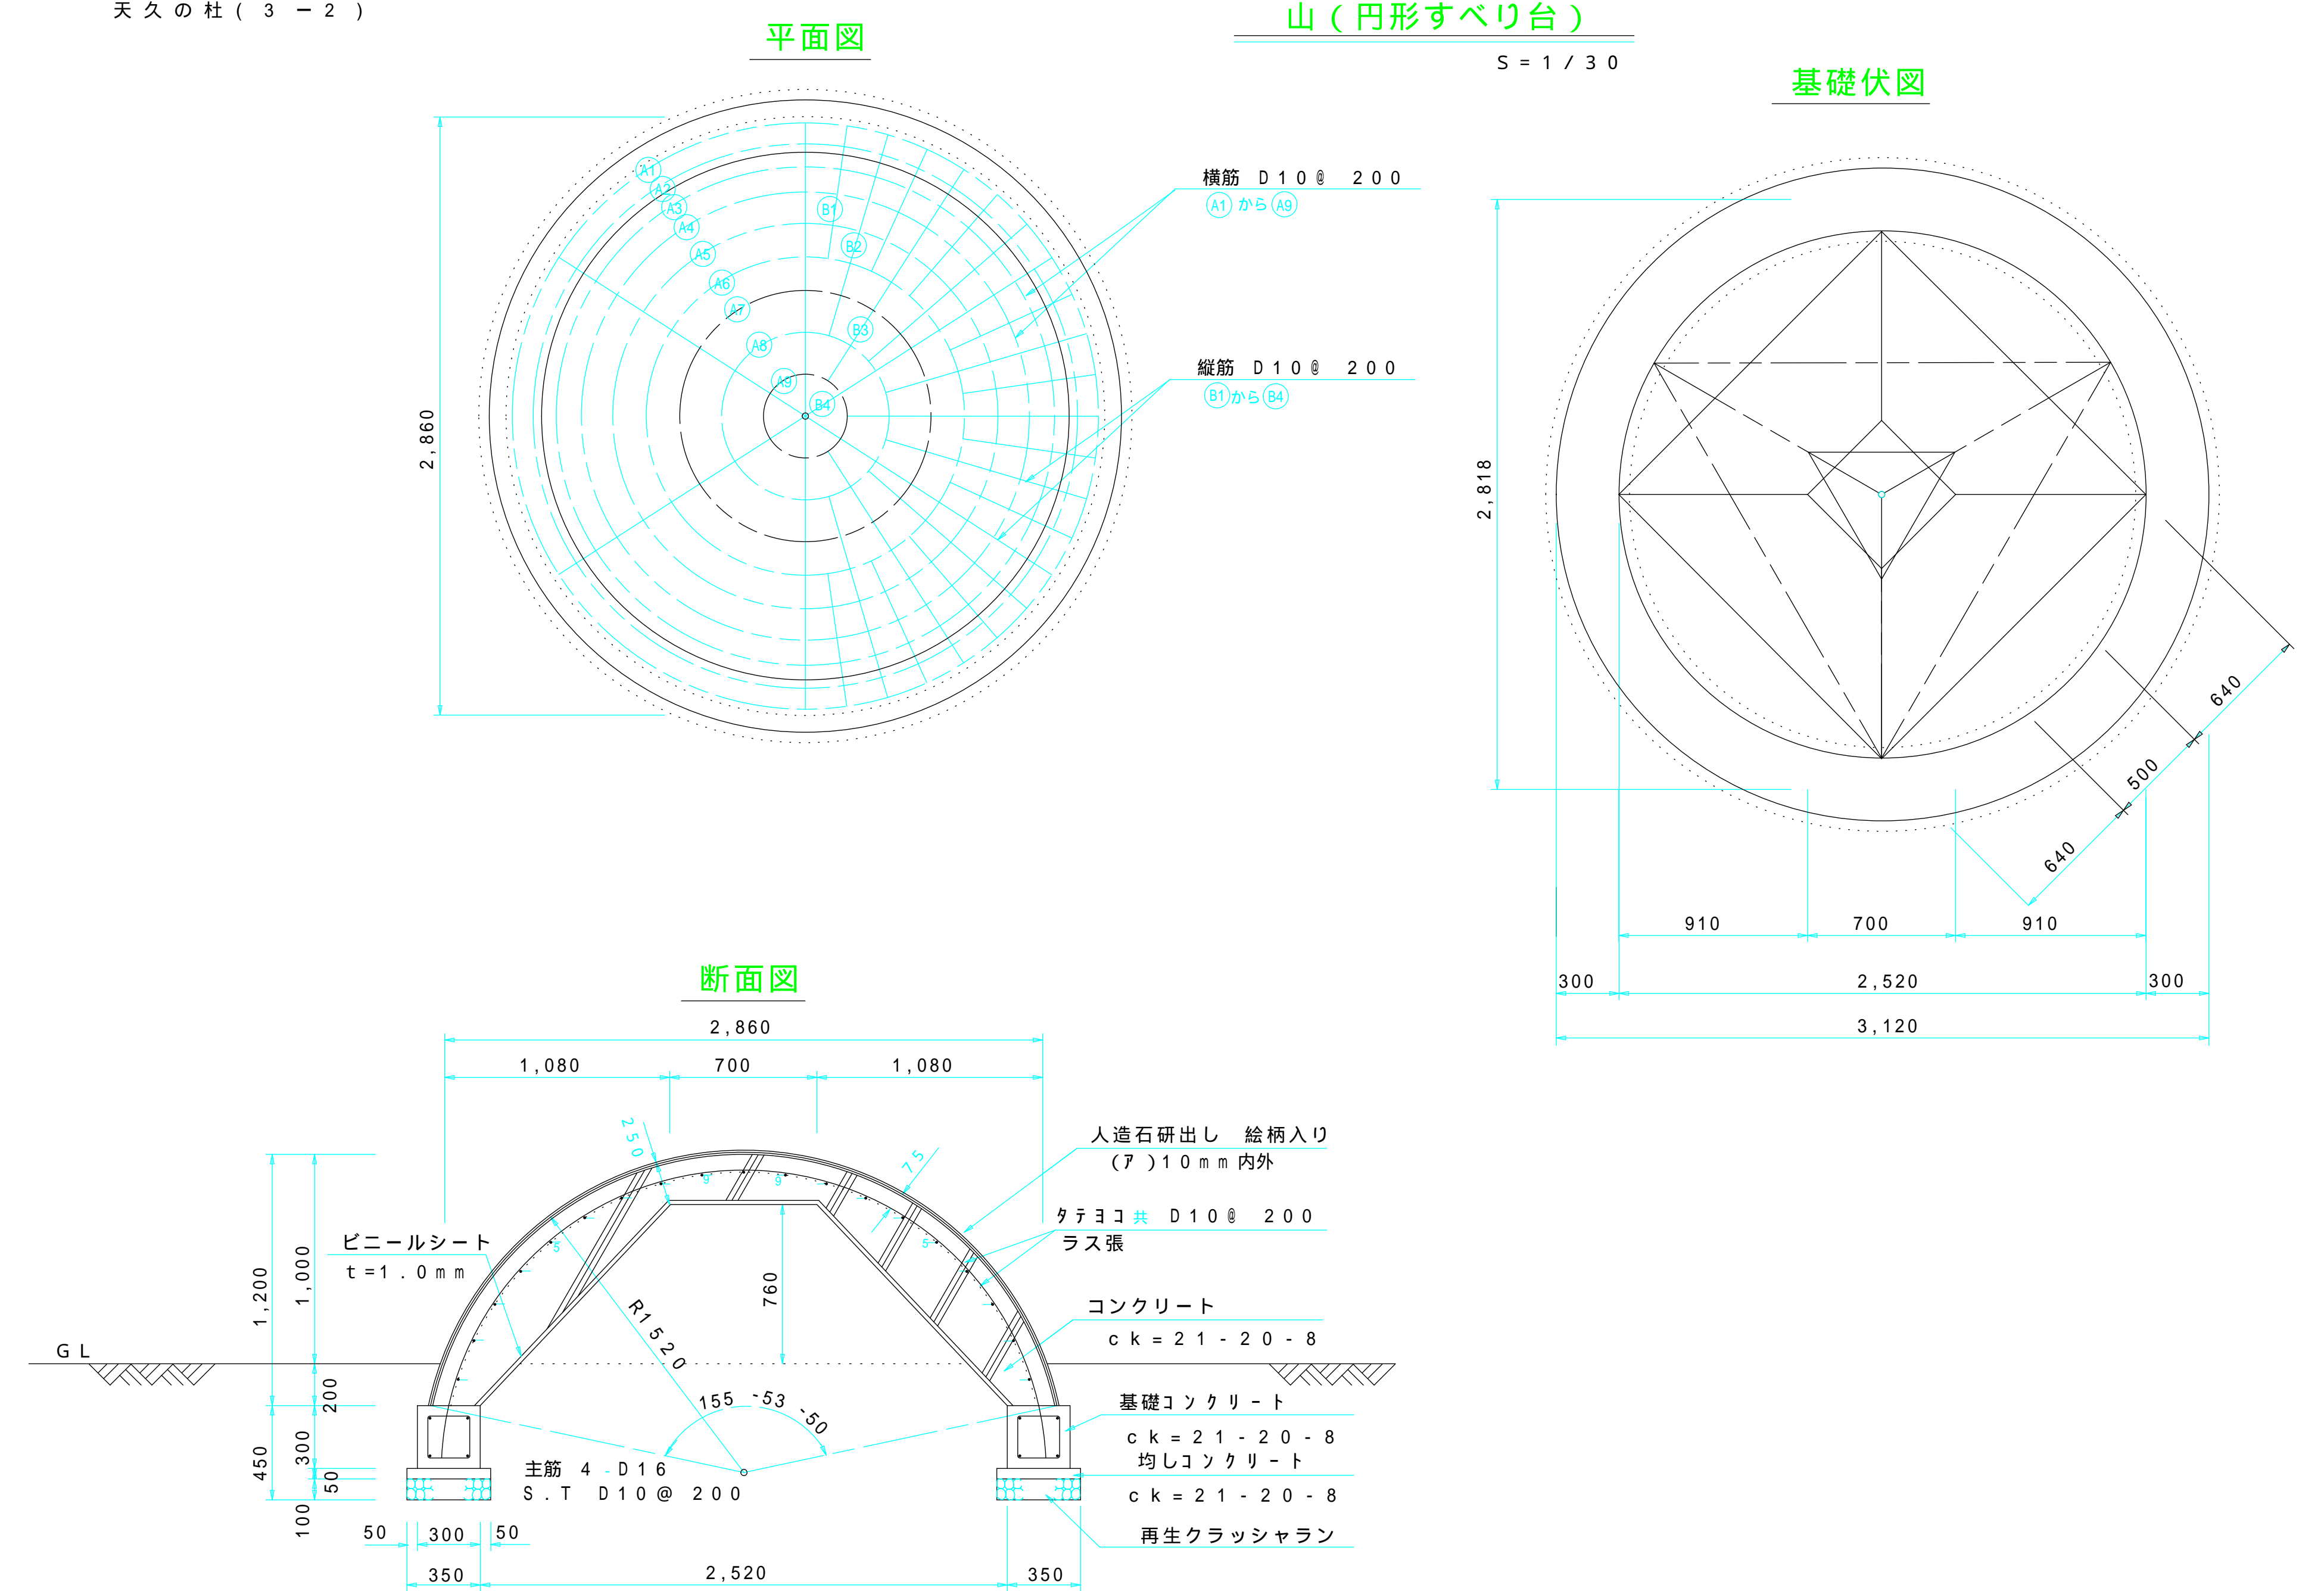 天久の杜(3-2)
山(円形すべり台)
S=1/30
平面図
2,860
A1
A2
A3
A4
A5
A6
A7
A8
A9
B1
B2
B3
B4
横筋 D10@ 200
A1 から A9
縦筋 D10@ 200
B1 から B4
基礎伏図
2,818
640
500
640
910 700 910
300 2,520 300
3,120
断面図
2,860
1,080 700 1,080
250
75
9 9
5 5
人造石研出し 絵柄入り
(ア)10mm内外
タテヨコ共 D10@ 200
ラス張
ビニールシート
t=1.0mm
1,200
1,000
760
R1520
コンクリート
ck=21-20-8
GL
200
450
300
50
100
155 -53 -50
基礎コンクリート
ck=21-20-8
均しコンクリート
ck=21-20-8
再生クラッシャラン
主筋 4-D16
S.T D10@ 200
50 300 50
350 2,520 350